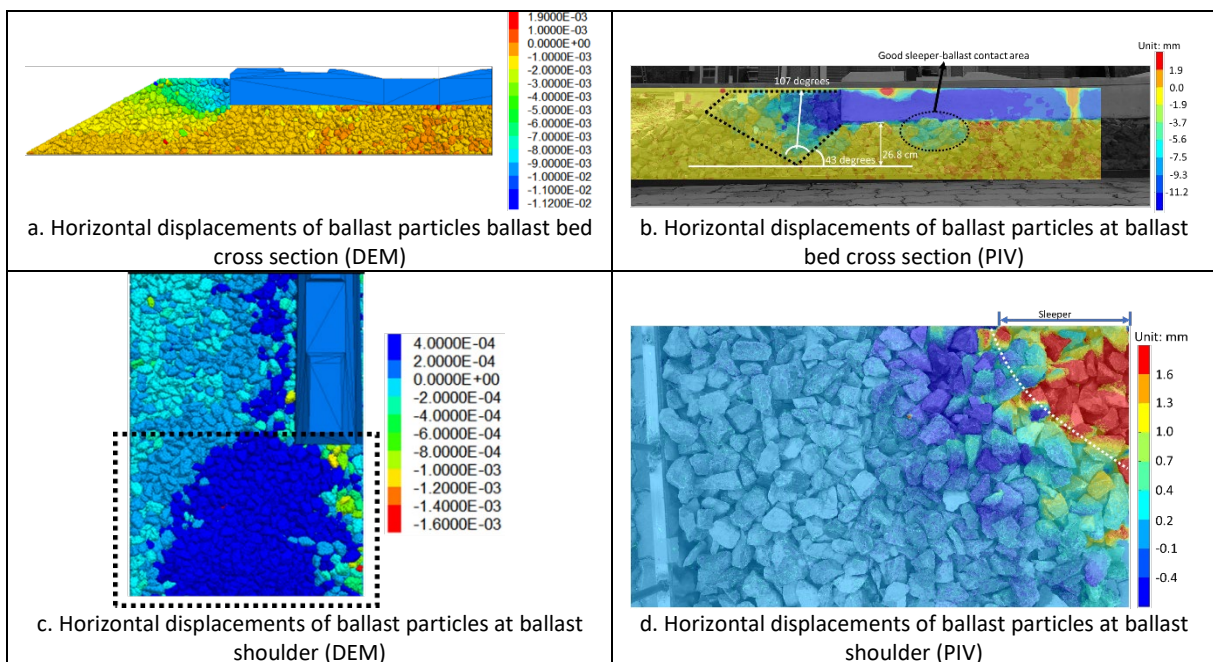 1.9000E-03
1.0000E-03
0.0000E+00
-1.0000E-03
-2.0000E-03
-3.0000E-03
-4.0000E-03
-5.0000E-03
-6.0000E-03
-7.0000E-03
-8.0000E-03
-9.0000E-03
-1.0000E-02
-1.1000E-02
-1.1200E-02
a. Horizontal displacements of ballast particles ballast bed
cross section (DEM)
Unit: mm
Good sleeper-ballast contact area
107 degrees
43 degrees
26.8 cm
1.9
0.0
-1.9
-3.7
-5.6
-7.5
-9.3
-11.2
b. Horizontal displacements of ballast particles at ballast
bed cross section (PIV)
4.0000E-04
2.0000E-04
0.0000E+00
-2.0000E-04
-4.0000E-04
-6.0000E-04
-8.0000E-04
-1.0000E-03
-1.2000E-03
-1.4000E-03
-1.6000E-03
c. Horizontal displacements of ballast particles at ballast
shoulder (DEM)
Sleeper
Unit: mm
1.6
1.3
1.0
0.7
0.4
0.2
-0.1
-0.4
d. Horizontal displacements of ballast particles at ballast
shoulder (PIV)